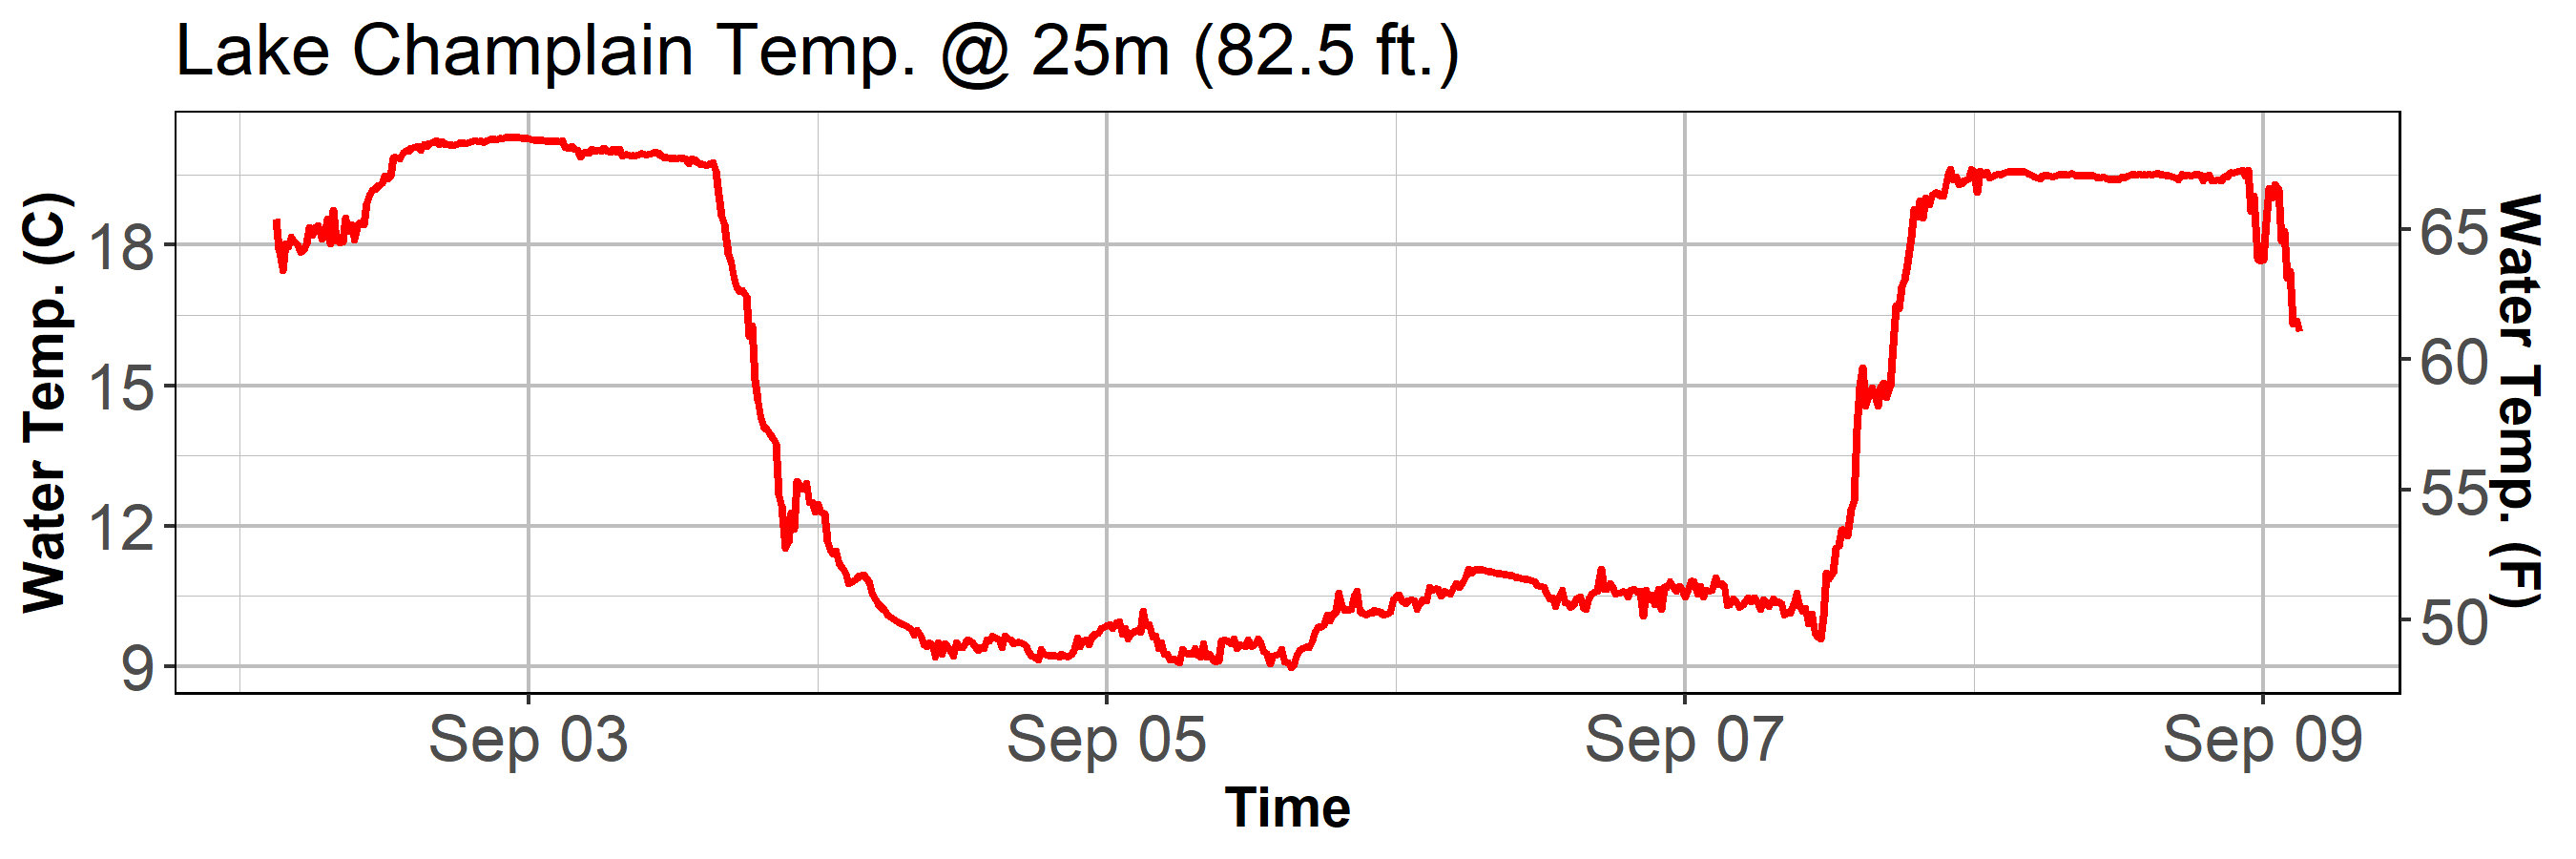 Lake Champlain Temp. @ 25m (82.5 ft.)
Water Temp. (C)
18
15
12
9
65
60
55
50
Water Temp. (F)
Sep 03 Sep 05 Sep 07 Sep 09
Time